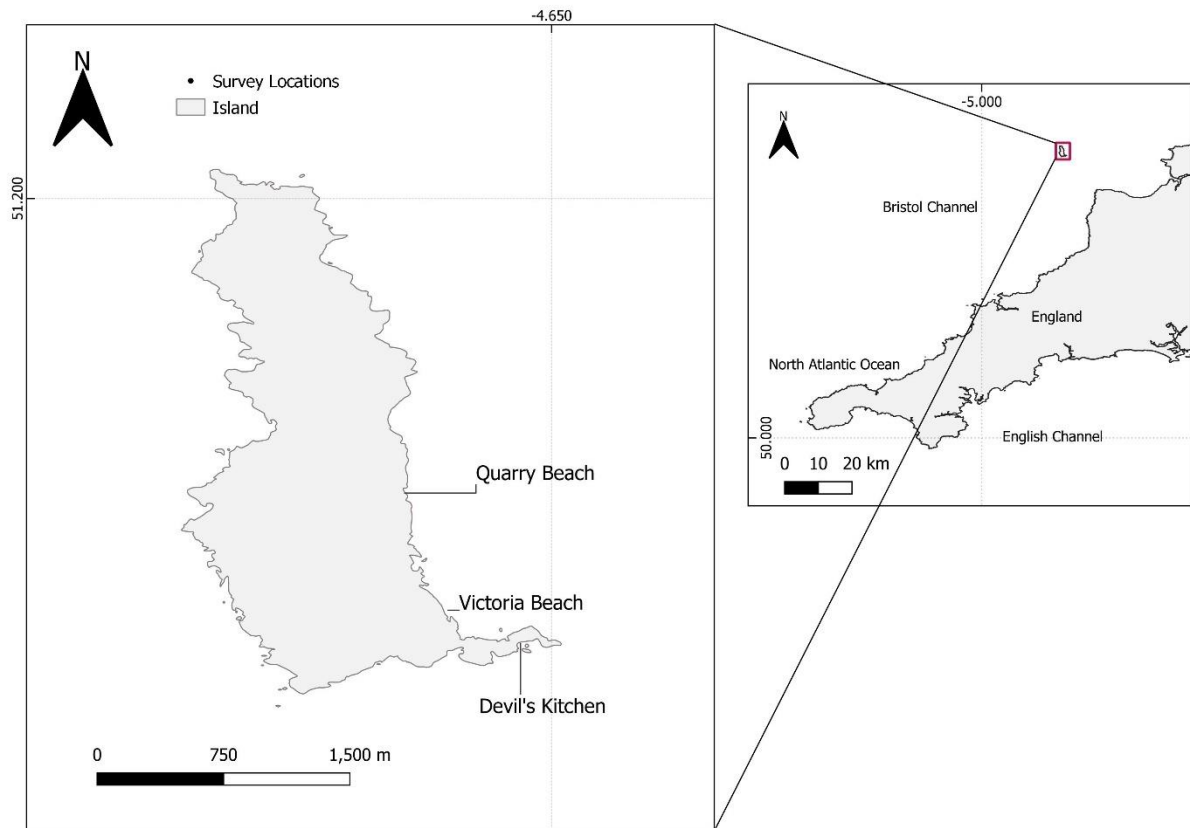 -4.650
N
Survey Locations
Island
51.200
Quarry Beach
Victoria Beach
Devil's Kitchen
0 750 1,500 m
-5.000
N
Bristol Channel
England
North Atlantic Ocean
English Channel
50.000
0 10 20 km